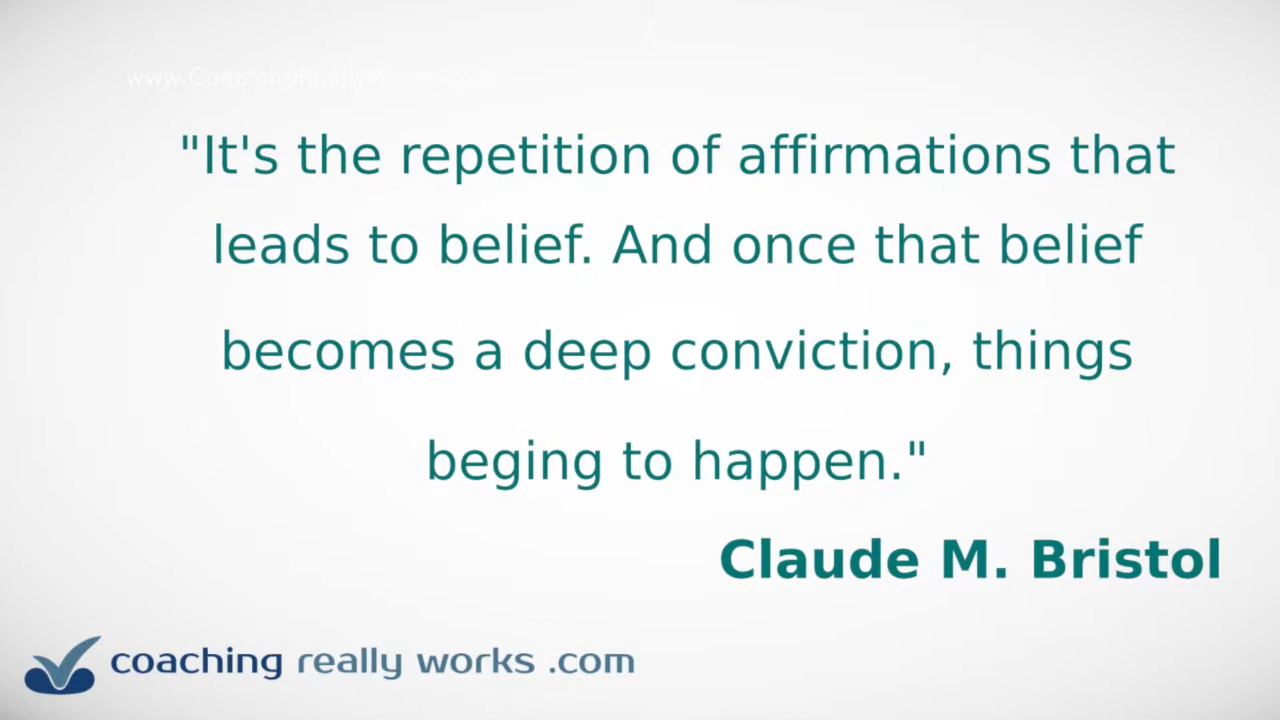 "It's the repetition of affirmations that
leads to belief. And once that belief
becomes a deep conviction, things
beging to happen."
Claude M. Bristol
coaching really works .com